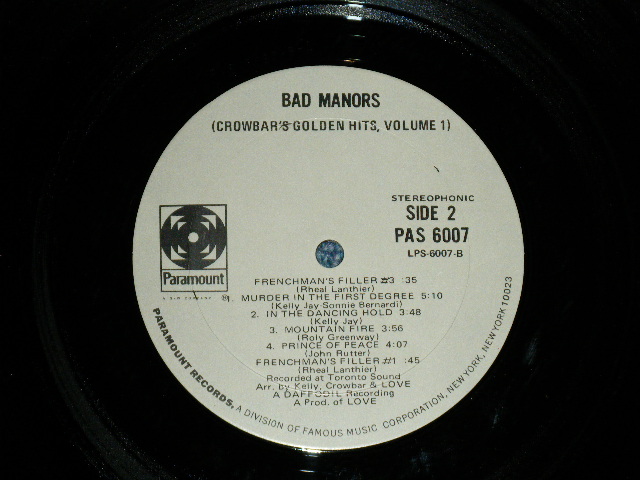 BAD MANORS
(CROWBAR'S GOLDEN HITS, VOLUME 1)
STEREOPHONIC
SIDE 2
PAS 6007
LPS-6007-B
Paramount
FRENCHMAN'S FILLER #3 :35
(Rheal Lanthier)
1. MURDER IN THE FIRST DEGREE 5:10
(Kelly Jay-Sonnie Bernardi)
2. IN THE DANCING HOLD 3:48
(Kelly Jay)
3. MOUNTAIN FIRE 3:56
(Roly Greenway)
4. PRINCE OF PEACE 4:07
(John Rutter)
FRENCHMAN'S FILLER #1 :45
(Rheal Lanthier)
Recorded at Toronto Sound
Arr. by Kelly, Crowbar & LOVE
A DAFFODIL Recording
A Prod. of LOVE
PARAMOUNT RECORDS, A DIVISION OF FAMOUS MUSIC CORPORATION, NEW YORK, NEW YORK 10023